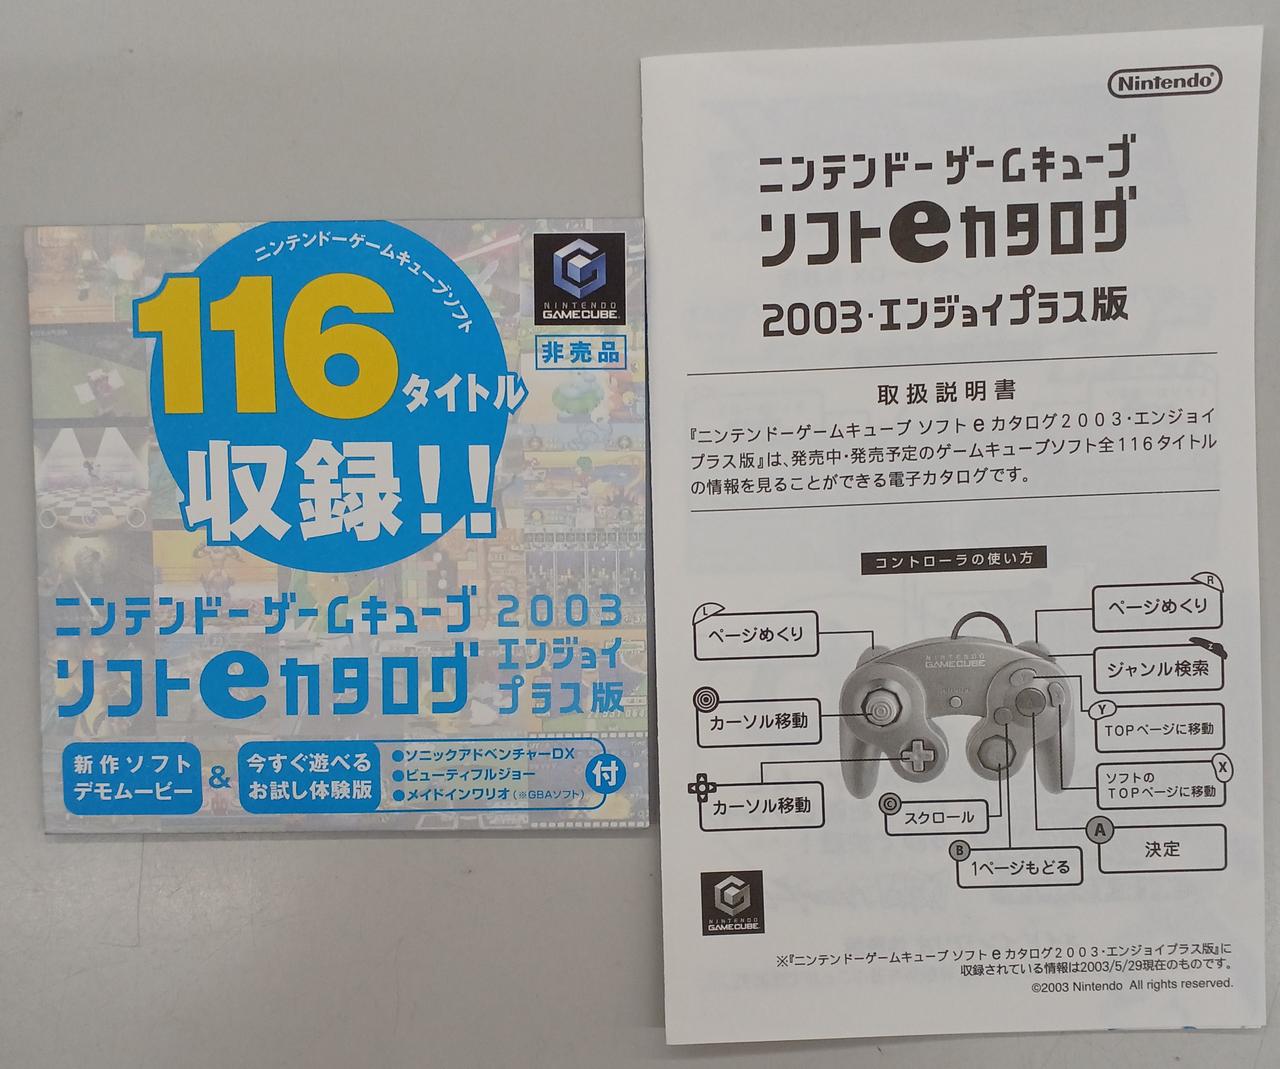 ニンテンドーゲームキューブソフト
116タイトル
収録!!
NINTENDO
GAMECUBE
非売品
ニンテンドーゲームキューブ
ソフトeカタログ
2003
エンジョイ
プラス版
新作ソフト
デモムービー
&
今すぐ遊べる
お試し体験版
●ソニックアドベンチャーDX
●ビューティフルジョー
●メイドインワリオ(※GBAソフト)
付
Nintendo®
ニンテンドーゲームキューブ
ソフトeカタログ
2003・エンジョイプラス版
取扱説明書
『ニンテンドーゲームキューブ ソフトeカタログ2003・エンジョイ
プラス版』は、発売中・発売予定のゲームキューブソフト全116タイトル
の情報を見ることができる電子カタログです。
コントローラの使い方
L
ページめくり
カーソル移動
カーソル移動
NINTENDO
GAMECUBE
R
ページめくり
Z
ジャンル検索
Y
TOPページに移動
X
ソフトの
TOPページに移動
C
スクロール
A
決定
B
1ページもどる
NINTENDO
GAMECUBE
※『ニンテンドーゲームキューブ ソフトeカタログ2003・エンジョイプラス版』に
収録されている情報は2003/5/29現在のものです。
©2003 Nintendo All rights reserved.